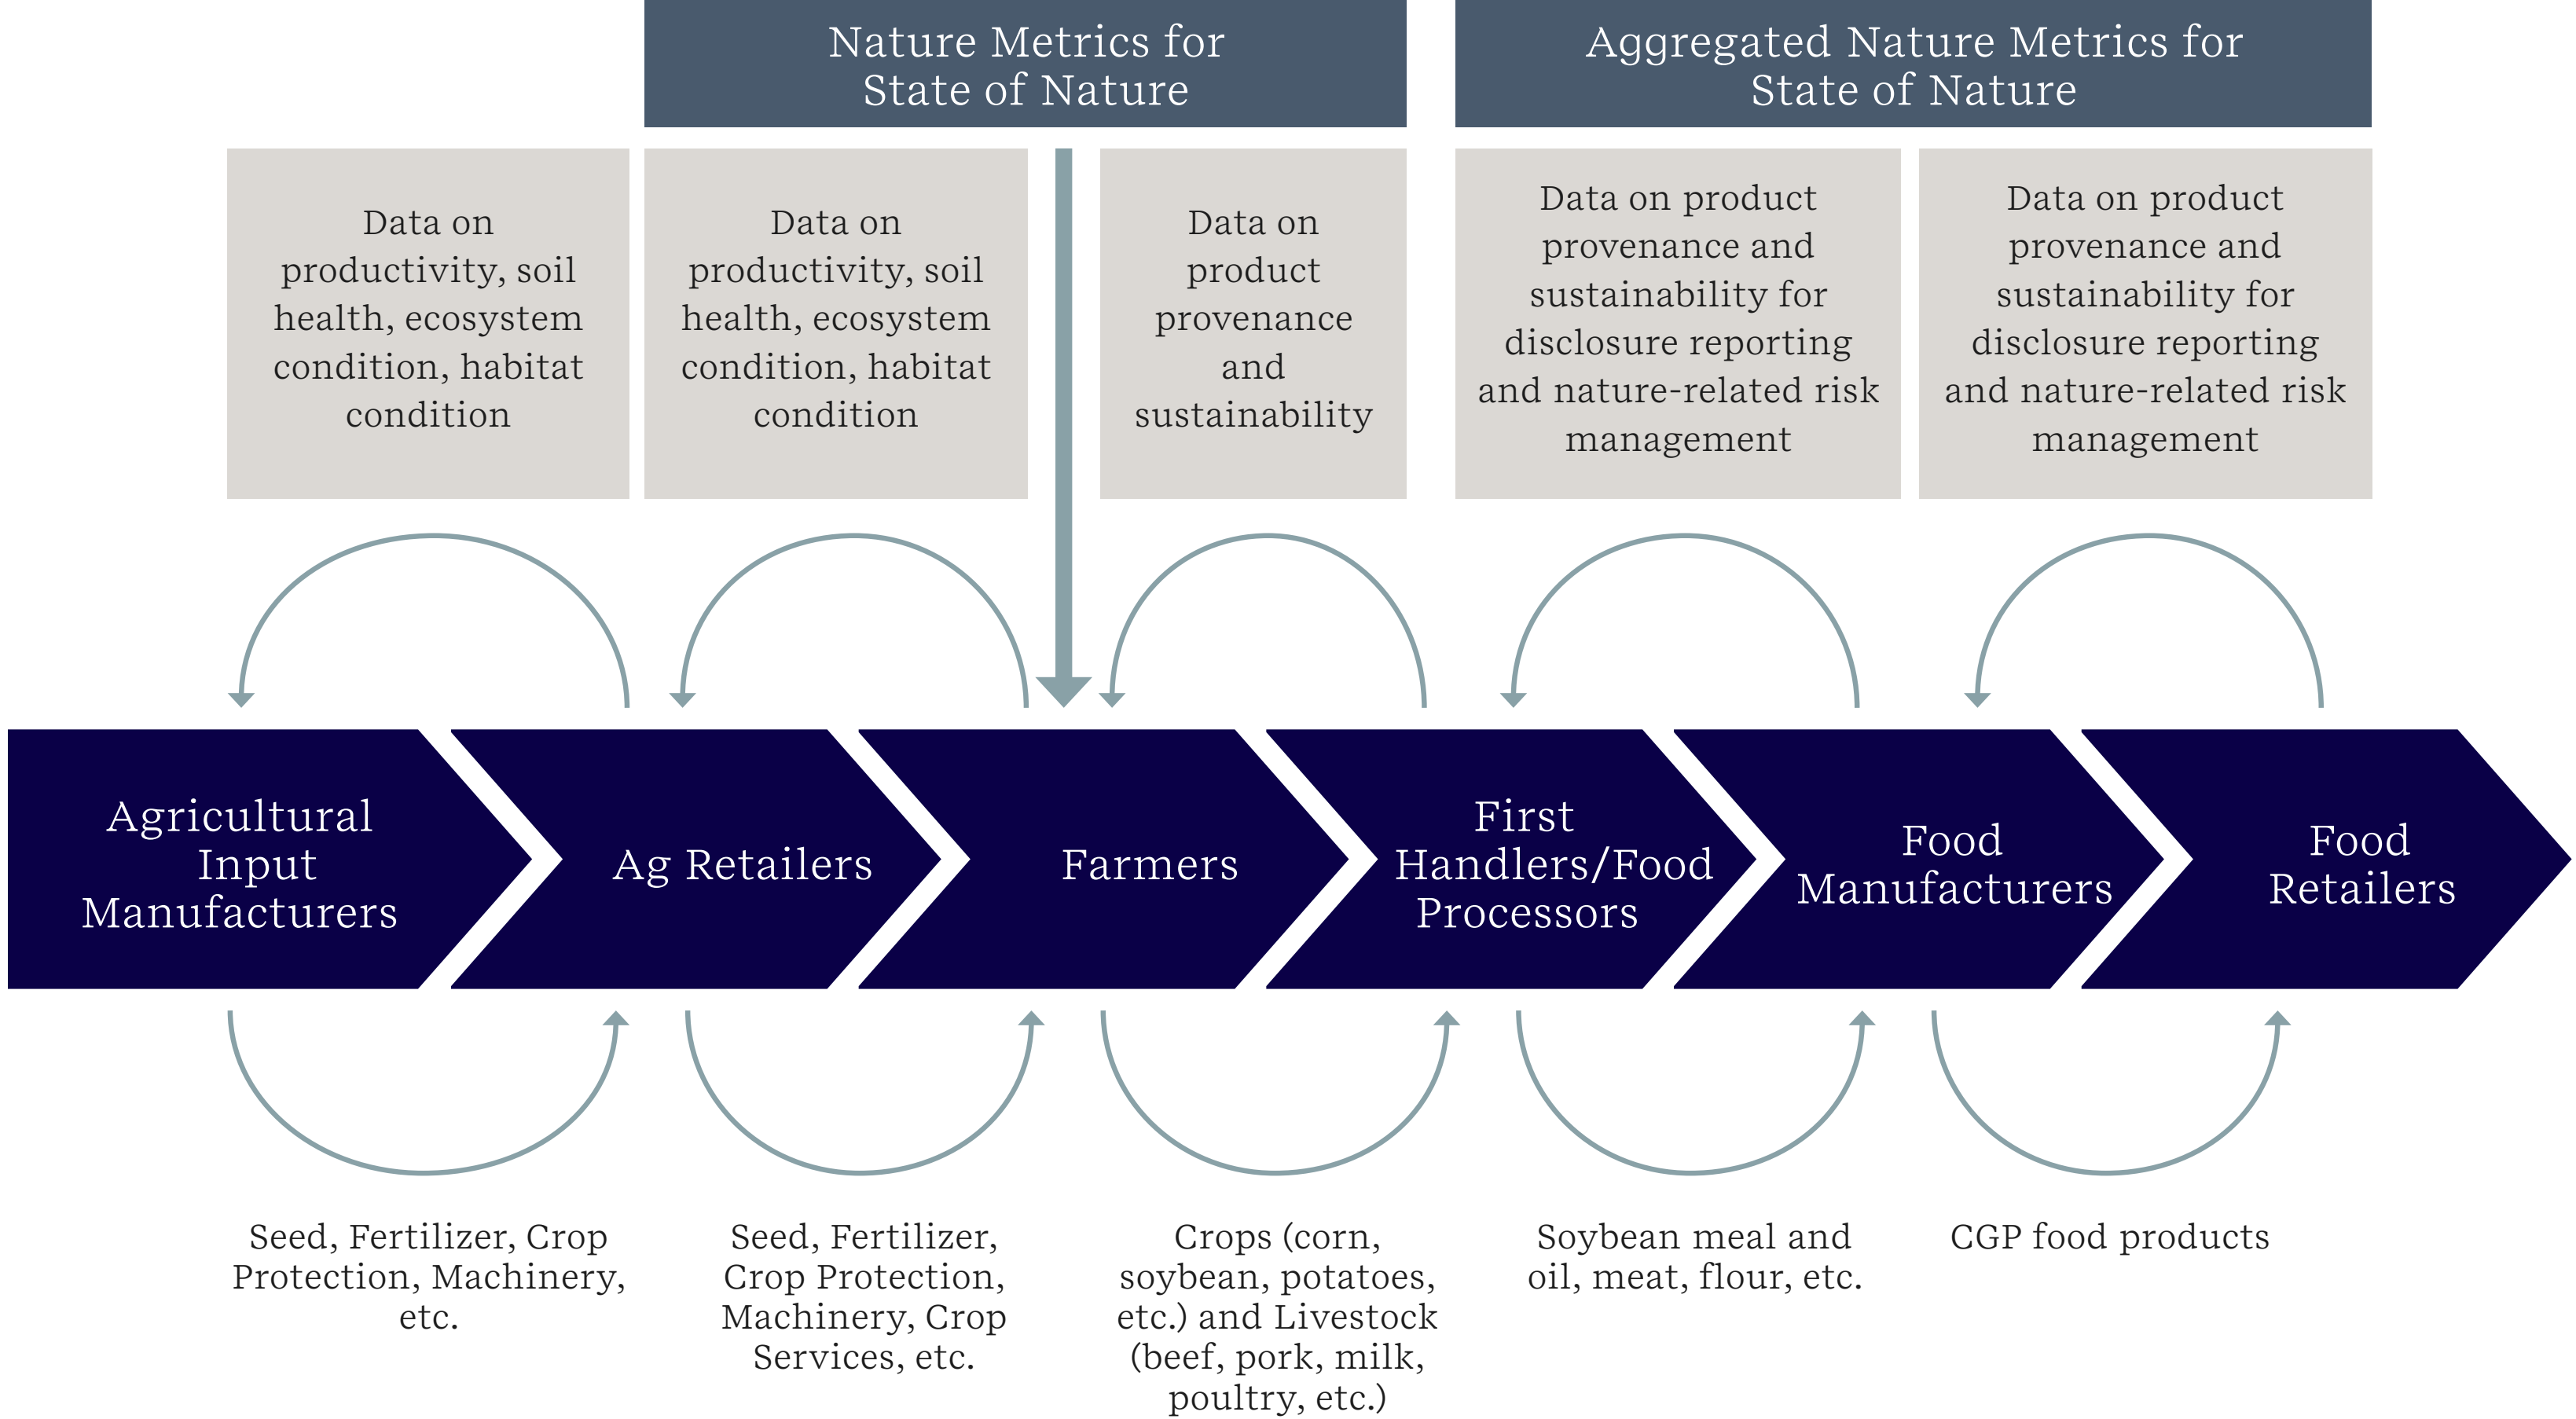 Nature Metrics for
State of Nature
Aggregated Nature Metrics for
State of Nature
Data on
productivity, soil
health, ecosystem
condition, habitat
condition
Data on
productivity, soil
health, ecosystem
condition, habitat
condition
Data on
product
provenance
and
sustainability
Data on product
provenance and
sustainability for
disclosure reporting
and nature-related risk
management
Data on product
provenance and
sustainability for
disclosure reporting
and nature-related risk
management
Agricultural
Input
Manufacturers
Ag Retailers
Farmers
First
Handlers/Food
Processors
Food
Manufacturers
Food
Retailers
Seed, Fertilizer, Crop
Protection, Machinery,
etc.
Seed, Fertilizer,
Crop Protection,
Machinery, Crop
Services, etc.
Crops (corn,
soybean, potatoes,
etc.) and Livestock
(beef, pork, milk,
poultry, etc.)
Soybean meal and
oil, meat, flour, etc.
CGP food products